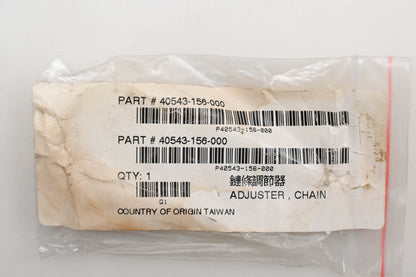 PART # 40543-156-000
P40543-156-000
PART # 40543-156-000
P40543-156-000
QTY: 1 鏈條調節器
Q1 ADJUSTER , CHAIN
COUNTRY OF ORIGIN TAIWAN